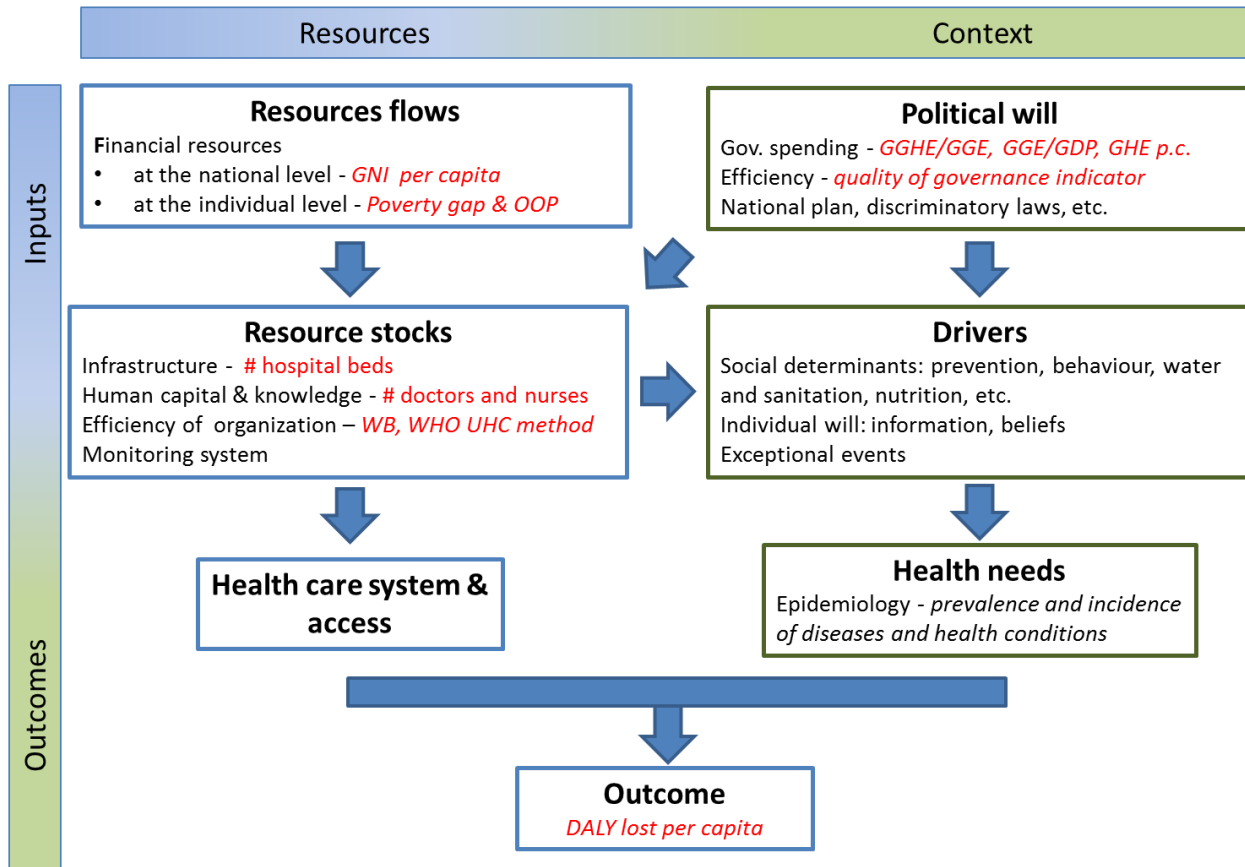 Resources
Context
Inputs
Outcomes
Resources flows
Financial resources
• at the national level - GNI per capita
• at the individual level - Poverty gap & OOP
Political will
Gov. spending - GGHE/GGE, GGE/GDP, GHE p.c.
Efficiency - quality of governance indicator
National plan, discriminatory laws, etc.
Resource stocks
Infrastructure - # hospital beds
Human capital & knowledge - # doctors and nurses
Efficiency of organization – WB, WHO UHC method
Monitoring system
Drivers
Social determinants: prevention, behaviour, water
and sanitation, nutrition, etc.
Individual will: information, beliefs
Exceptional events
Health care system &
access
Health needs
Epidemiology - prevalence and incidence
of diseases and health conditions
Outcome
DALY lost per capita